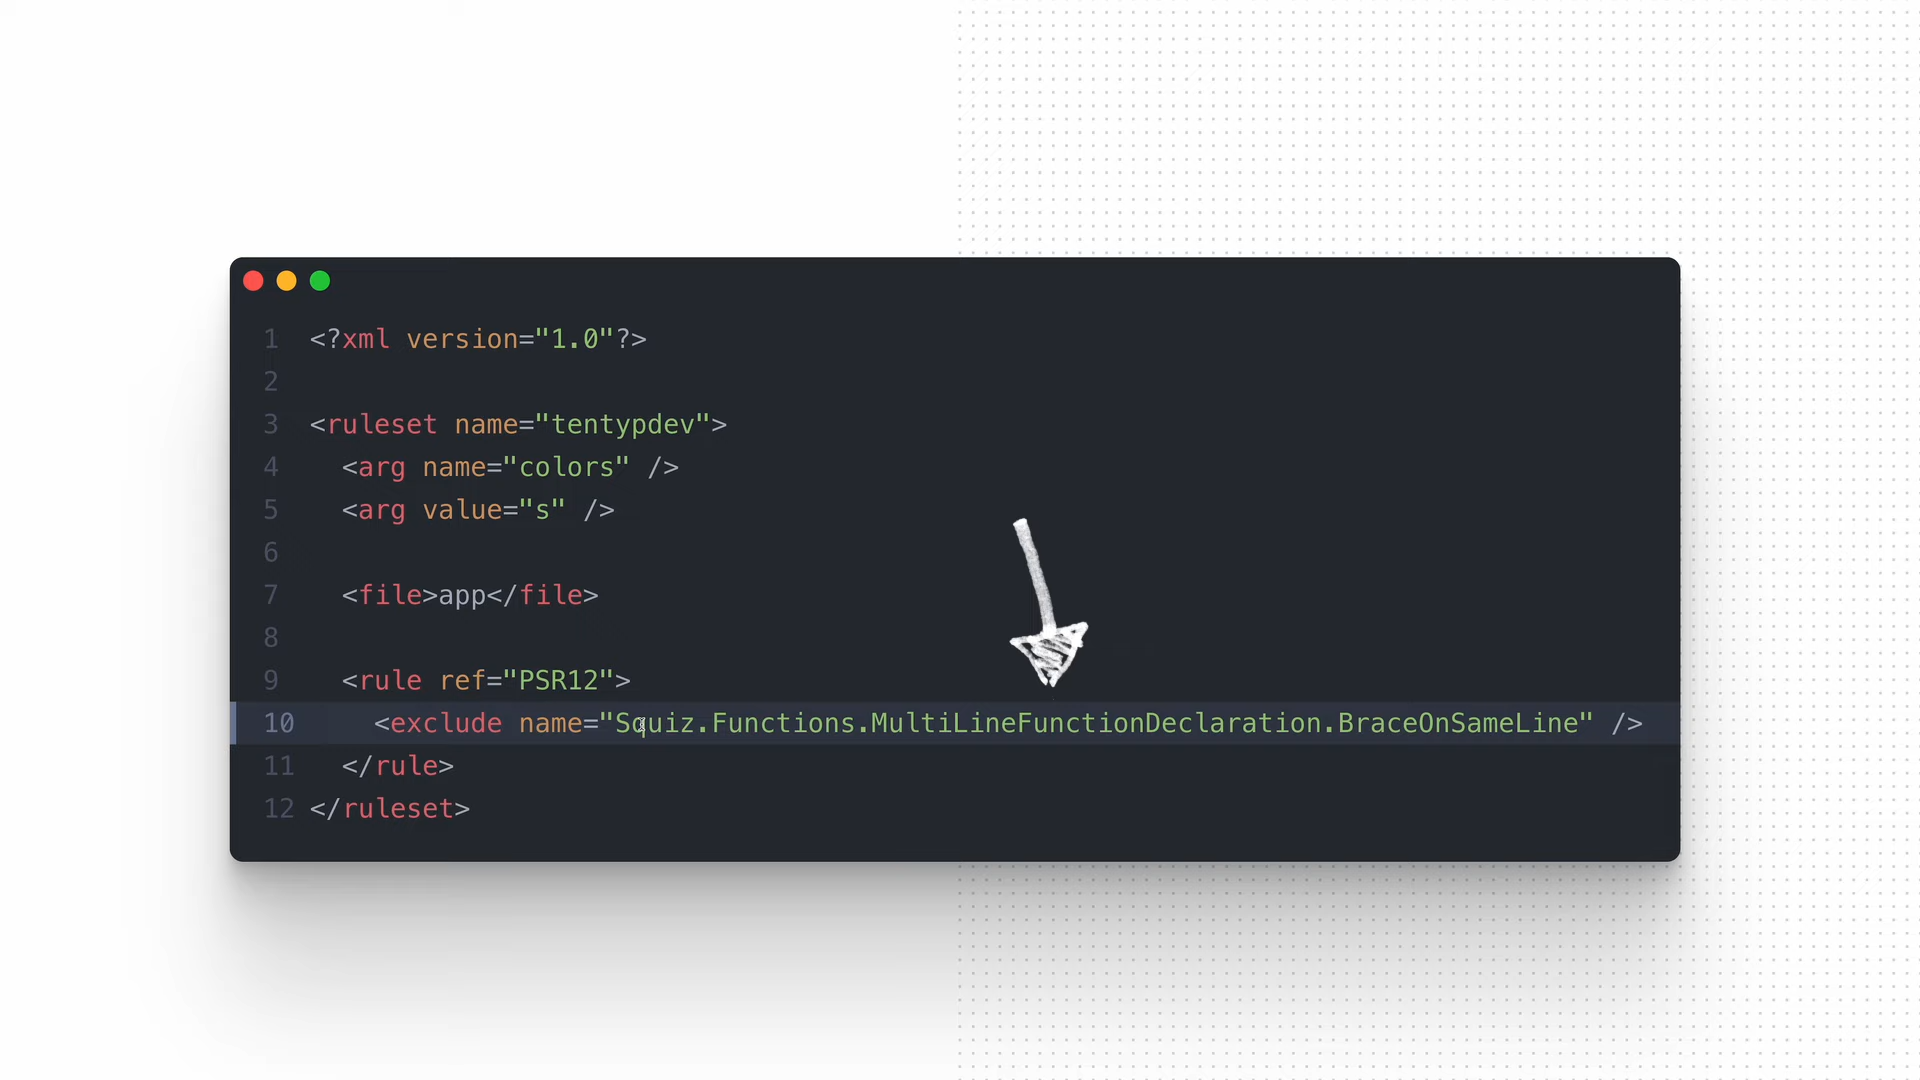 1 <?xml version="1.0"?>
2
3 <ruleset name="tentypdev">
4 <arg name="colors" />
5 <arg value="s" />
6
7 <file>app</file>
8
9 <rule ref="PSR12">
10 <exclude name="Squiz.Functions.MultiLineFunctionDeclaration.BraceOnSameLine" />
11 </rule>
12 </ruleset>